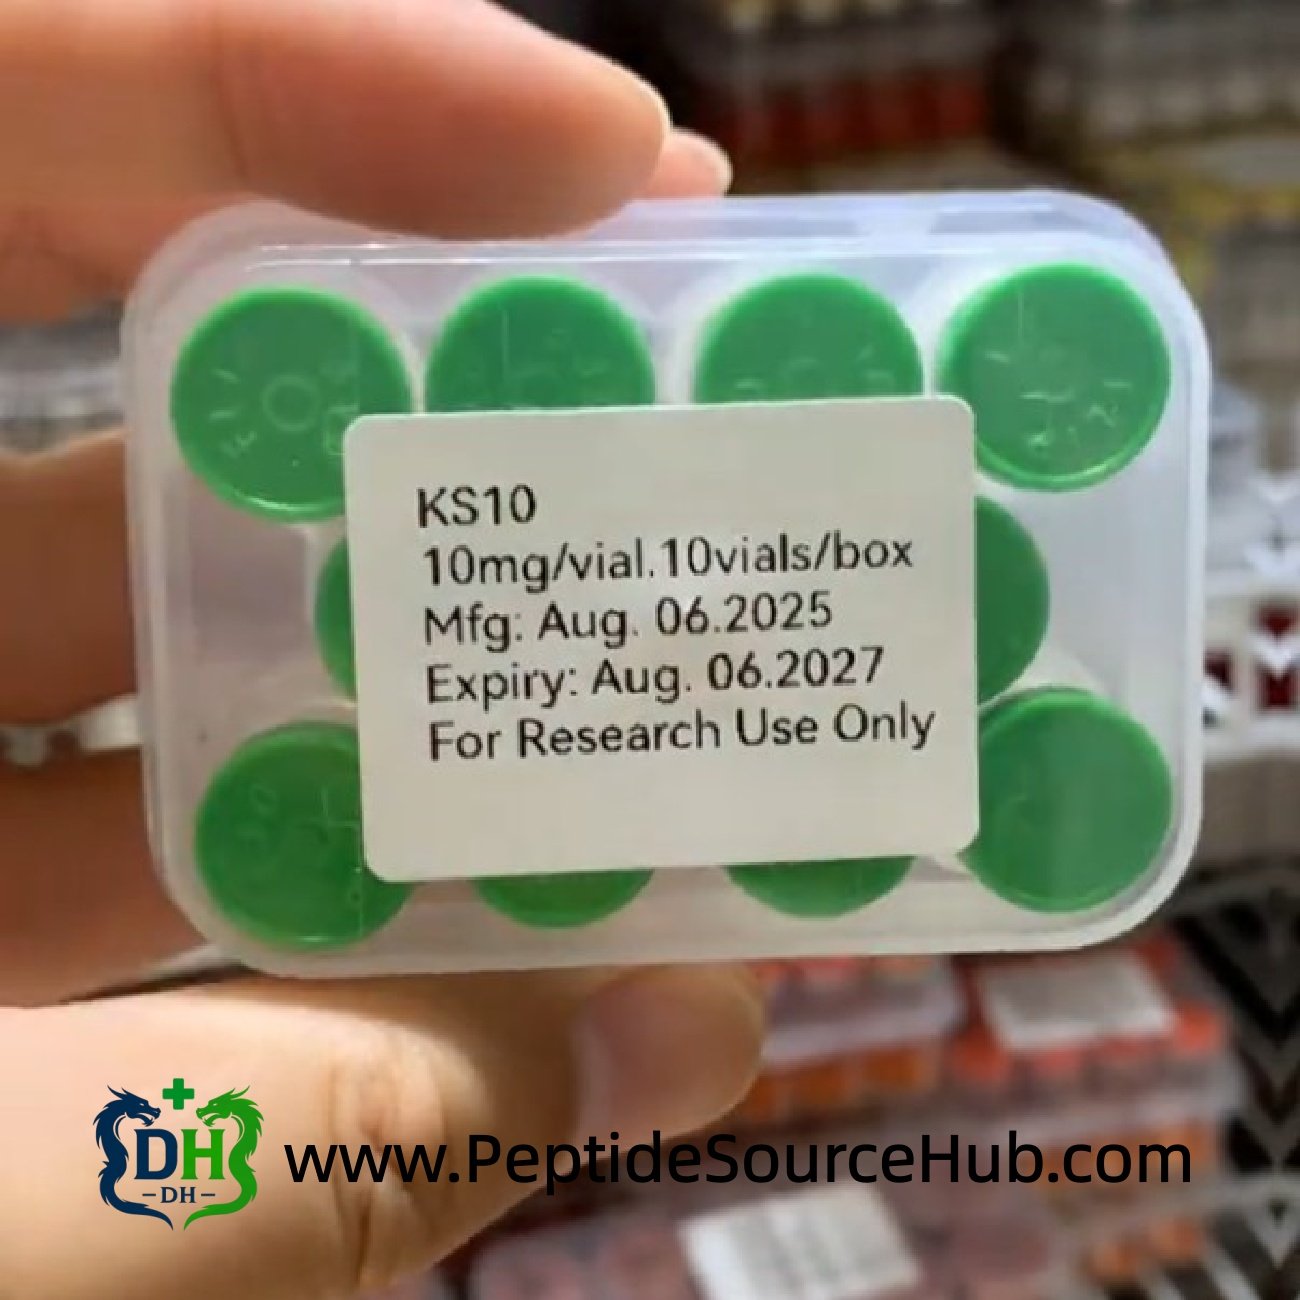 KS10
10mg/vial.10vials/box
Mfg: Aug. 06.2025
Expiry: Aug. 06.2027
For Research Use Only
DH
-DH-
www.PeptideSourceHub.com